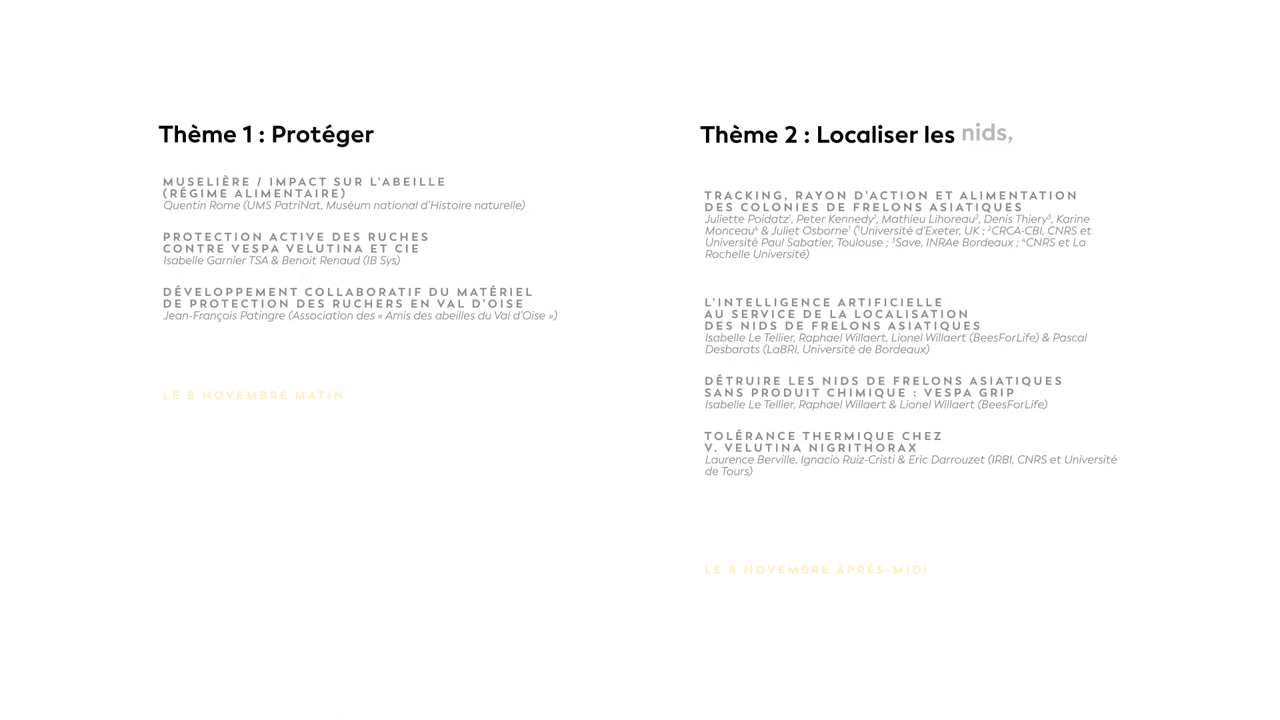 Thème 1 : Protéger
MUSELIÈRE / IMPACT SUR L'ABEILLE
(RÉGIME ALIMENTAIRE)
Quentin Rome (UMS PatriNat, Muséum national d'Histoire naturelle)
PROTECTION ACTIVE DES RUCHES
CONTRE VESPA VELUTINA ET CIE
Isabelle Garnier TSA & Benoit Renaud (IB Sys)
DÉVELOPPEMENT COLLABORATIF DU MATÉRIEL
DE PROTECTION DES RUCHERS EN VAL D'OISE
Jean-François Patingre (Association des « Amis des abeilles du Val d'Oise »)
LE 8 NOVEMBRE MATIN
Thème 2 : Localiser les nids,
TRACKING, RAYON D'ACTION ET ALIMENTATION
DES COLONIES DE FRELONS ASIATIQUES
Juliette Poidatz¹, Peter Kennedy¹, Mathieu Lihoreau², Denis Thiery³, Karine
Monceau⁴ & Juliet Osborne¹ (¹Université d'Exeter, UK ; ²CRCA-CBI, CNRS et
Université Paul Sabatier, Toulouse ; ³Save, INRAe Bordeaux ; ⁴CNRS et La
Rochelle Université)
L'INTELLIGENCE ARTIFICIELLE
AU SERVICE DE LA LOCALISATION
DES NIDS DE FRELONS ASIATIQUES
Isabelle Le Tellier, Raphael Willaert, Lionel Willaert (BeesForLife) & Pascal
Desbarats (LaBRI, Université de Bordeaux)
DÉTRUIRE LES NIDS DE FRELONS ASIATIQUES
SANS PRODUIT CHIMIQUE : VESPA GRIP
Isabelle Le Tellier, Raphael Willaert & Lionel Willaert (BeesForLife)
TOLÉRANCE THERMIQUE CHEZ
V. VELUTINA NIGRITHORAX
Laurence Berville, Ignacio Ruiz-Cristi & Eric Darrouzet (IRBI, CNRS et Université
de Tours)
LE 8 NOVEMBRE APRÉS-MIDI